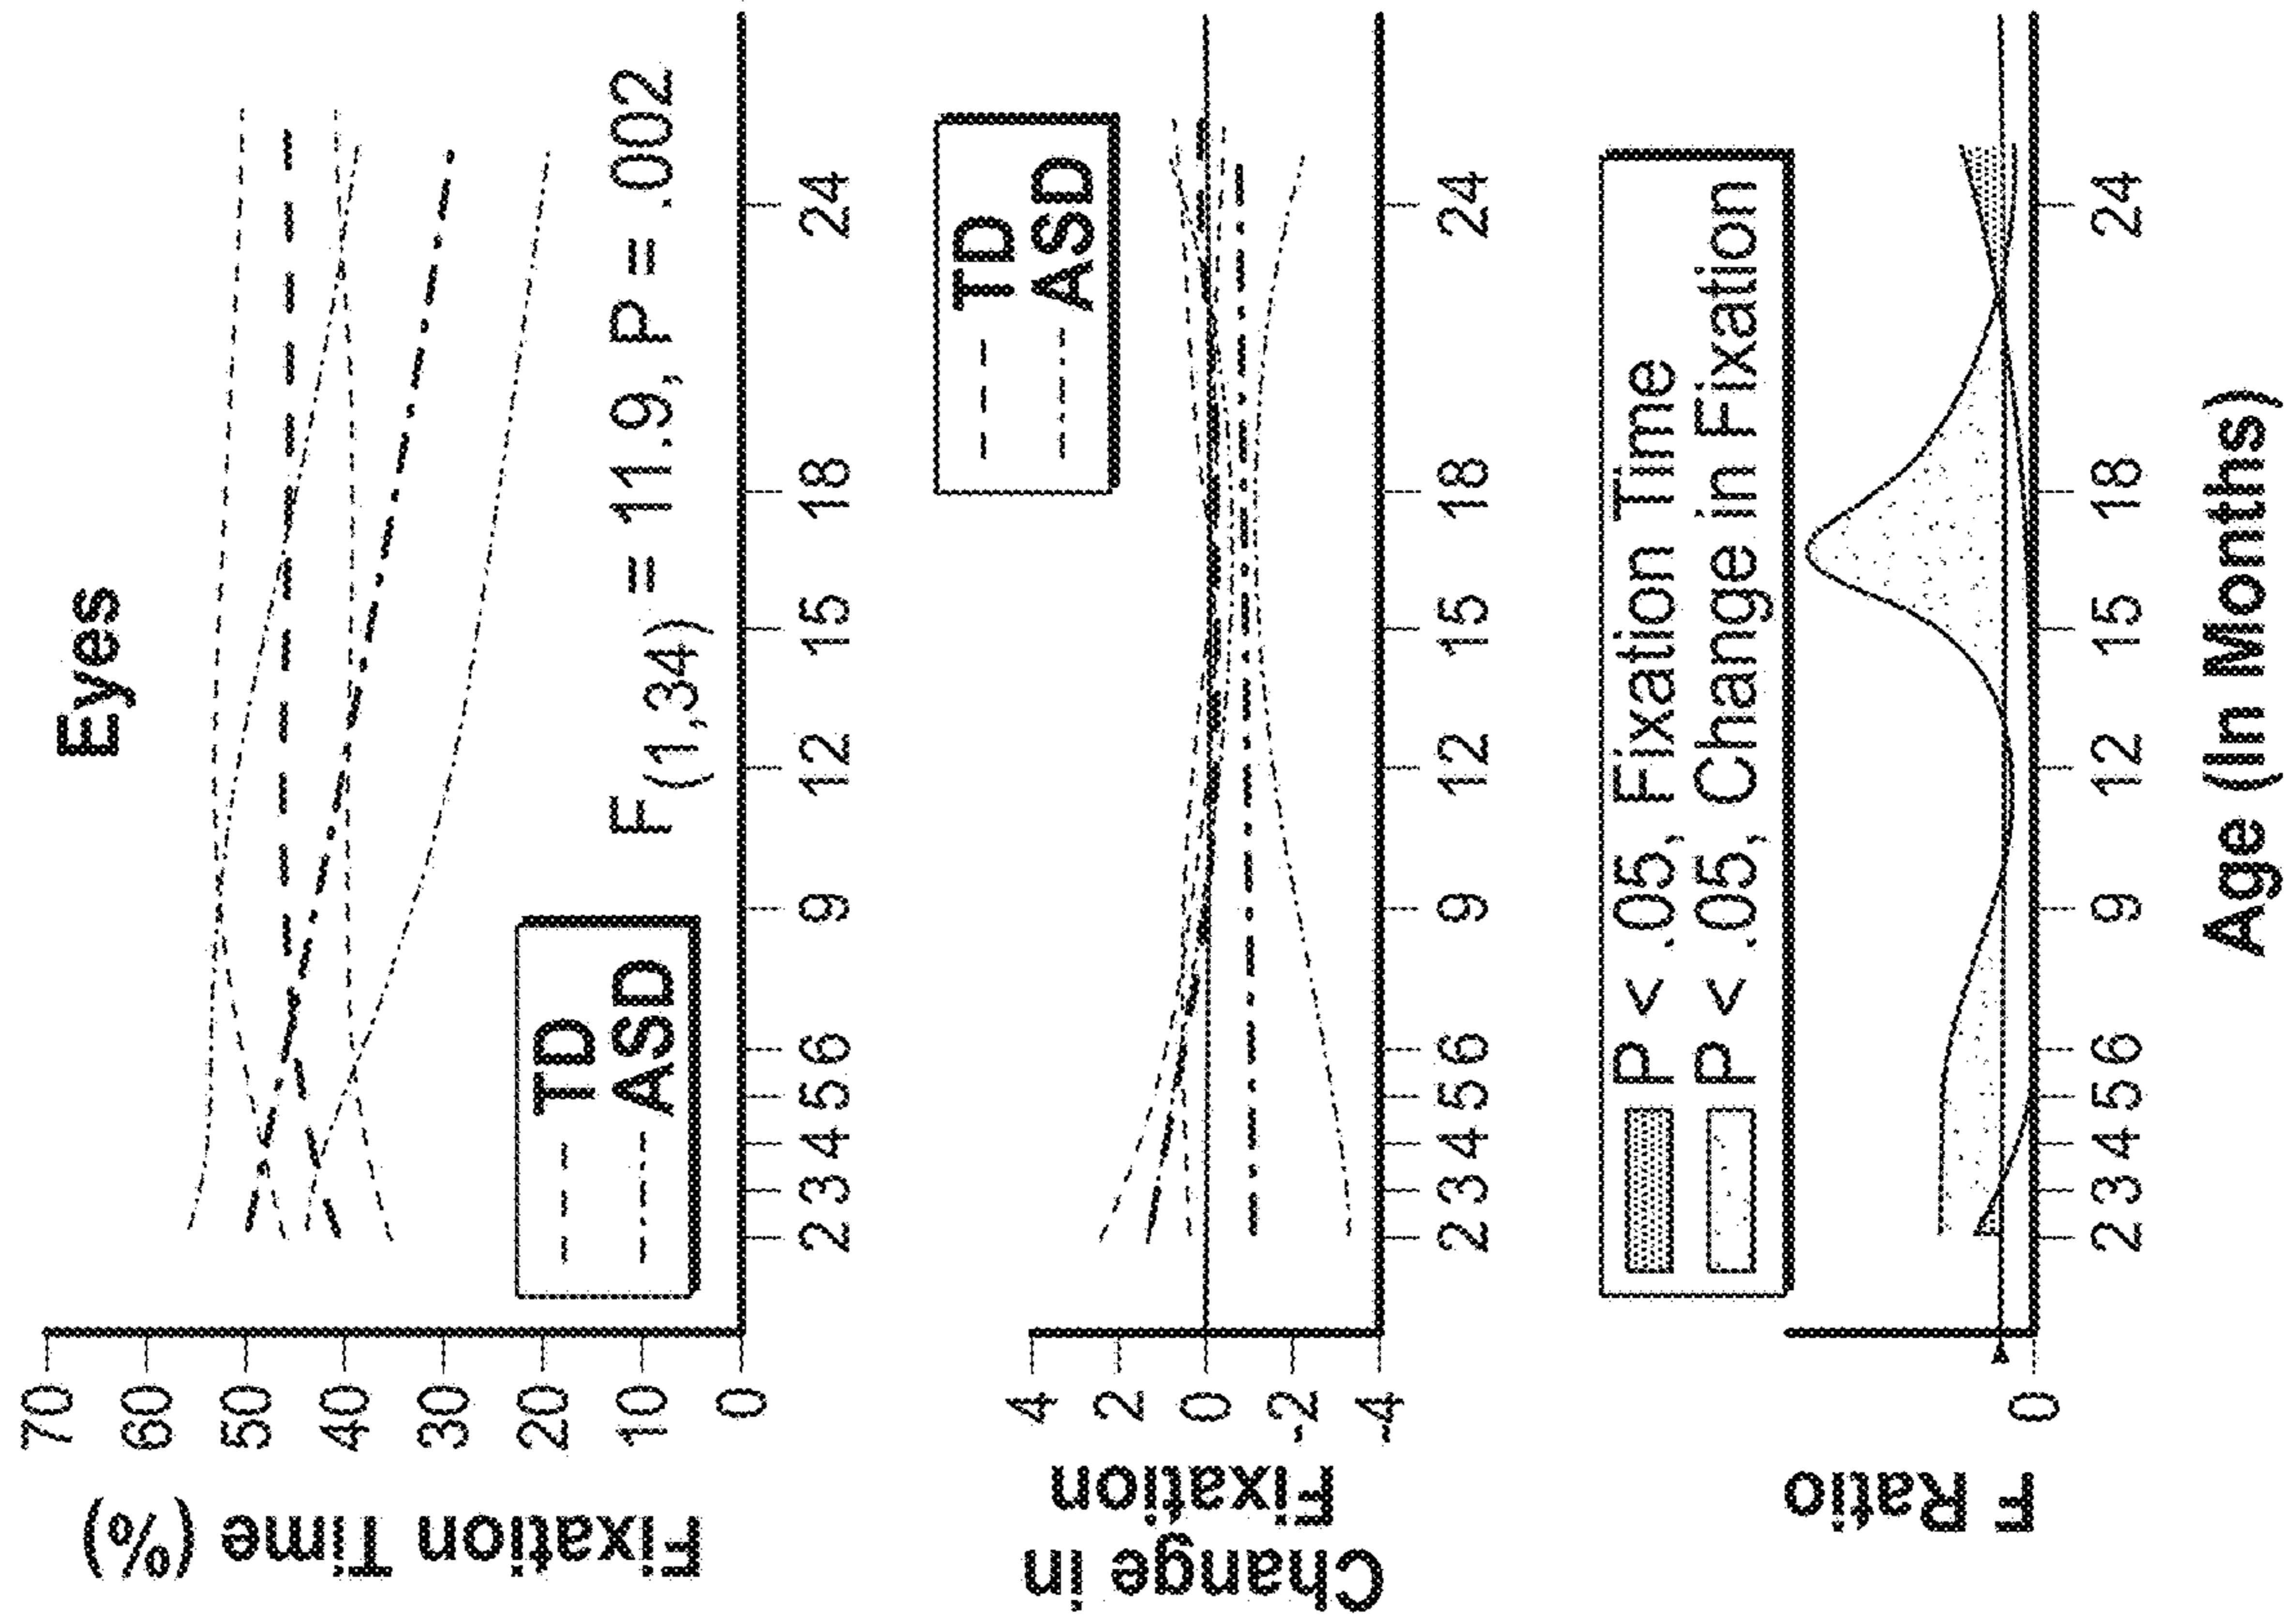 Eyes
Fixation Time (%)
70
60
50
40
30
20
10
0
TD
ASD
F(1,34) = 11.9, P = .002
2 3 4 5 6 9 12 15 18 24
Change in
Fixation
4
2
0
-2
-4
TD
ASD
2 3 4 5 6 9 12 15 18 24
P < .05, Fixation Time
P < .05, Change in Fixation
F Ratio
0
2 3 4 5 6 9 12 15 18 24
Age (In Months)